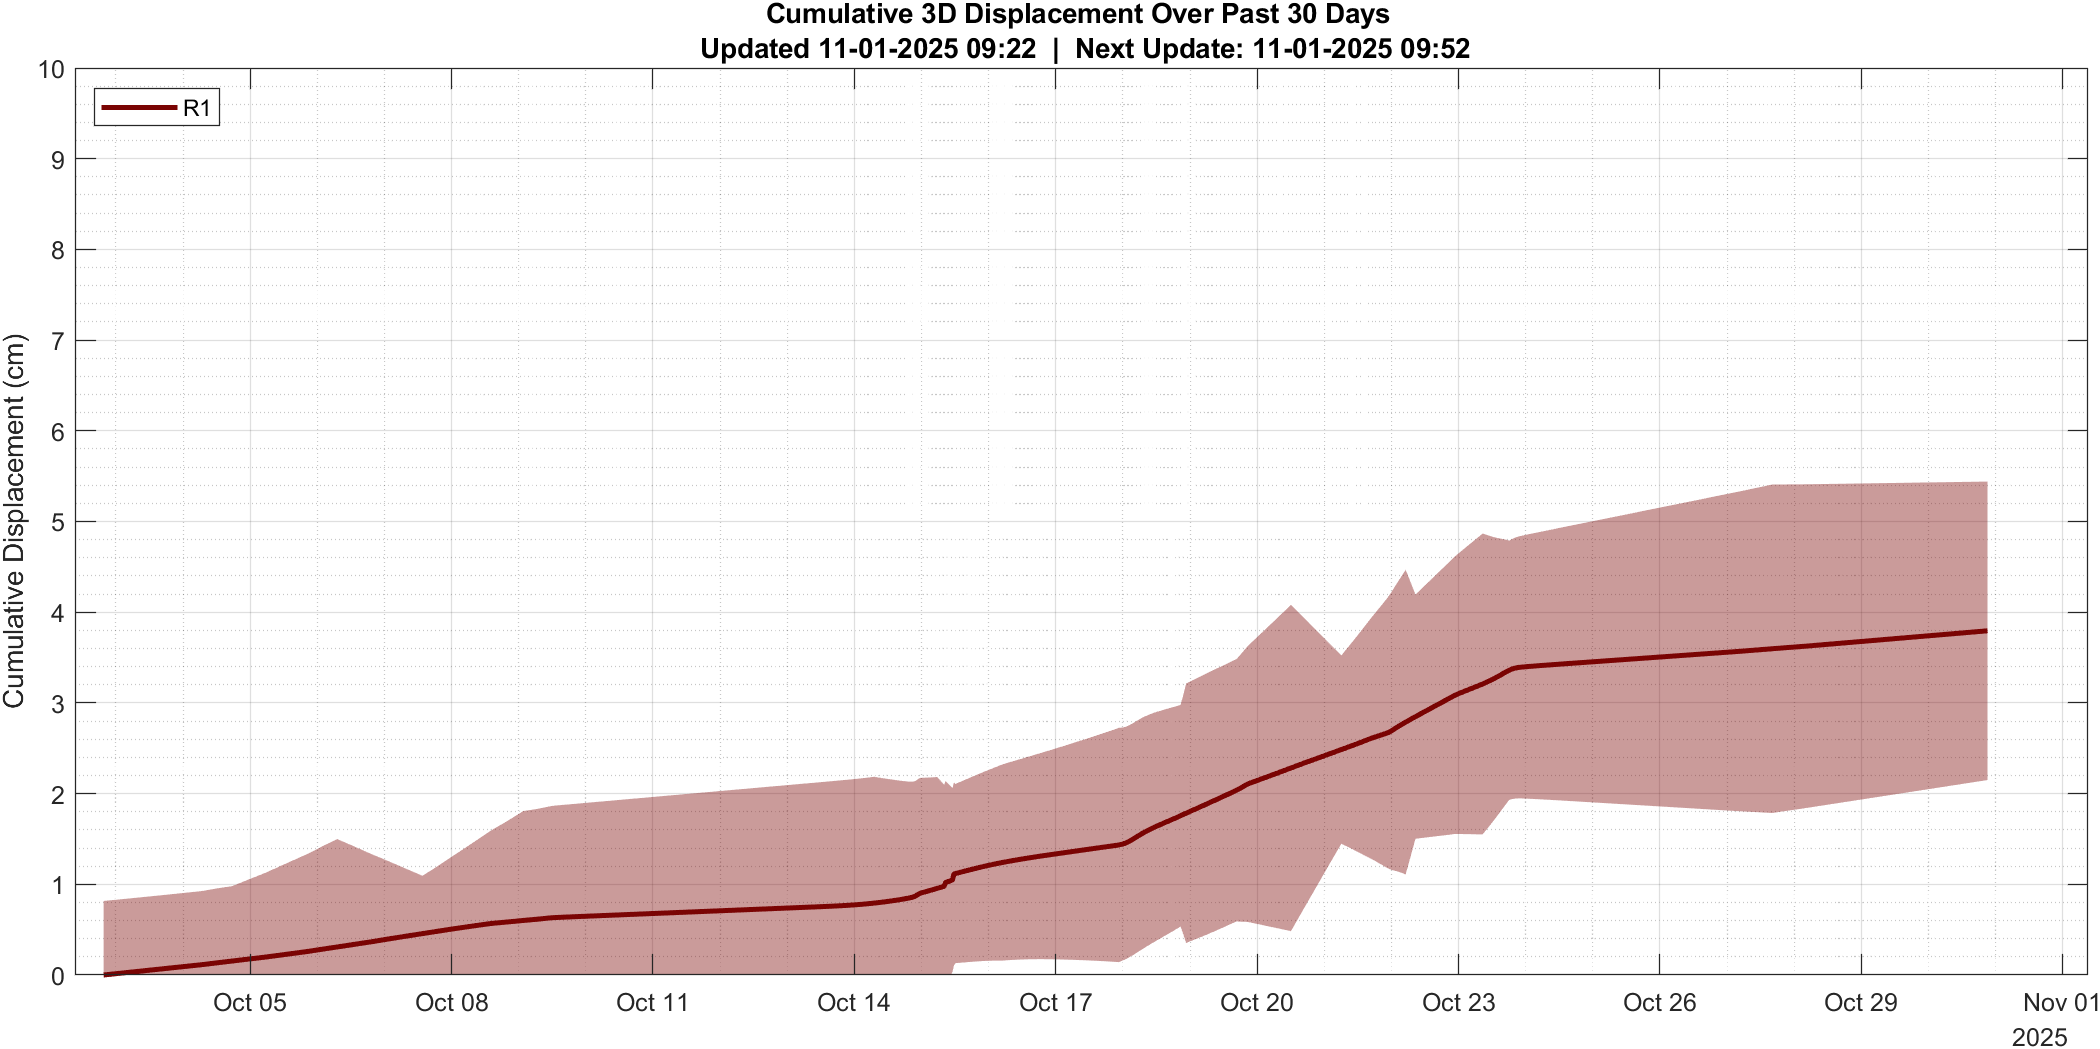 Cumulative 3D Displacement Over Past 30 Days
Updated 11-01-2025 09:22 | Next Update: 11-01-2025 09:52
R1
Cumulative Displacement (cm)
10
9
8
7
6
5
4
3
2
1
0
Oct 05 Oct 08 Oct 11 Oct 14 Oct 17 Oct 20 Oct 23 Oct 26 Oct 29 Nov 01
2025